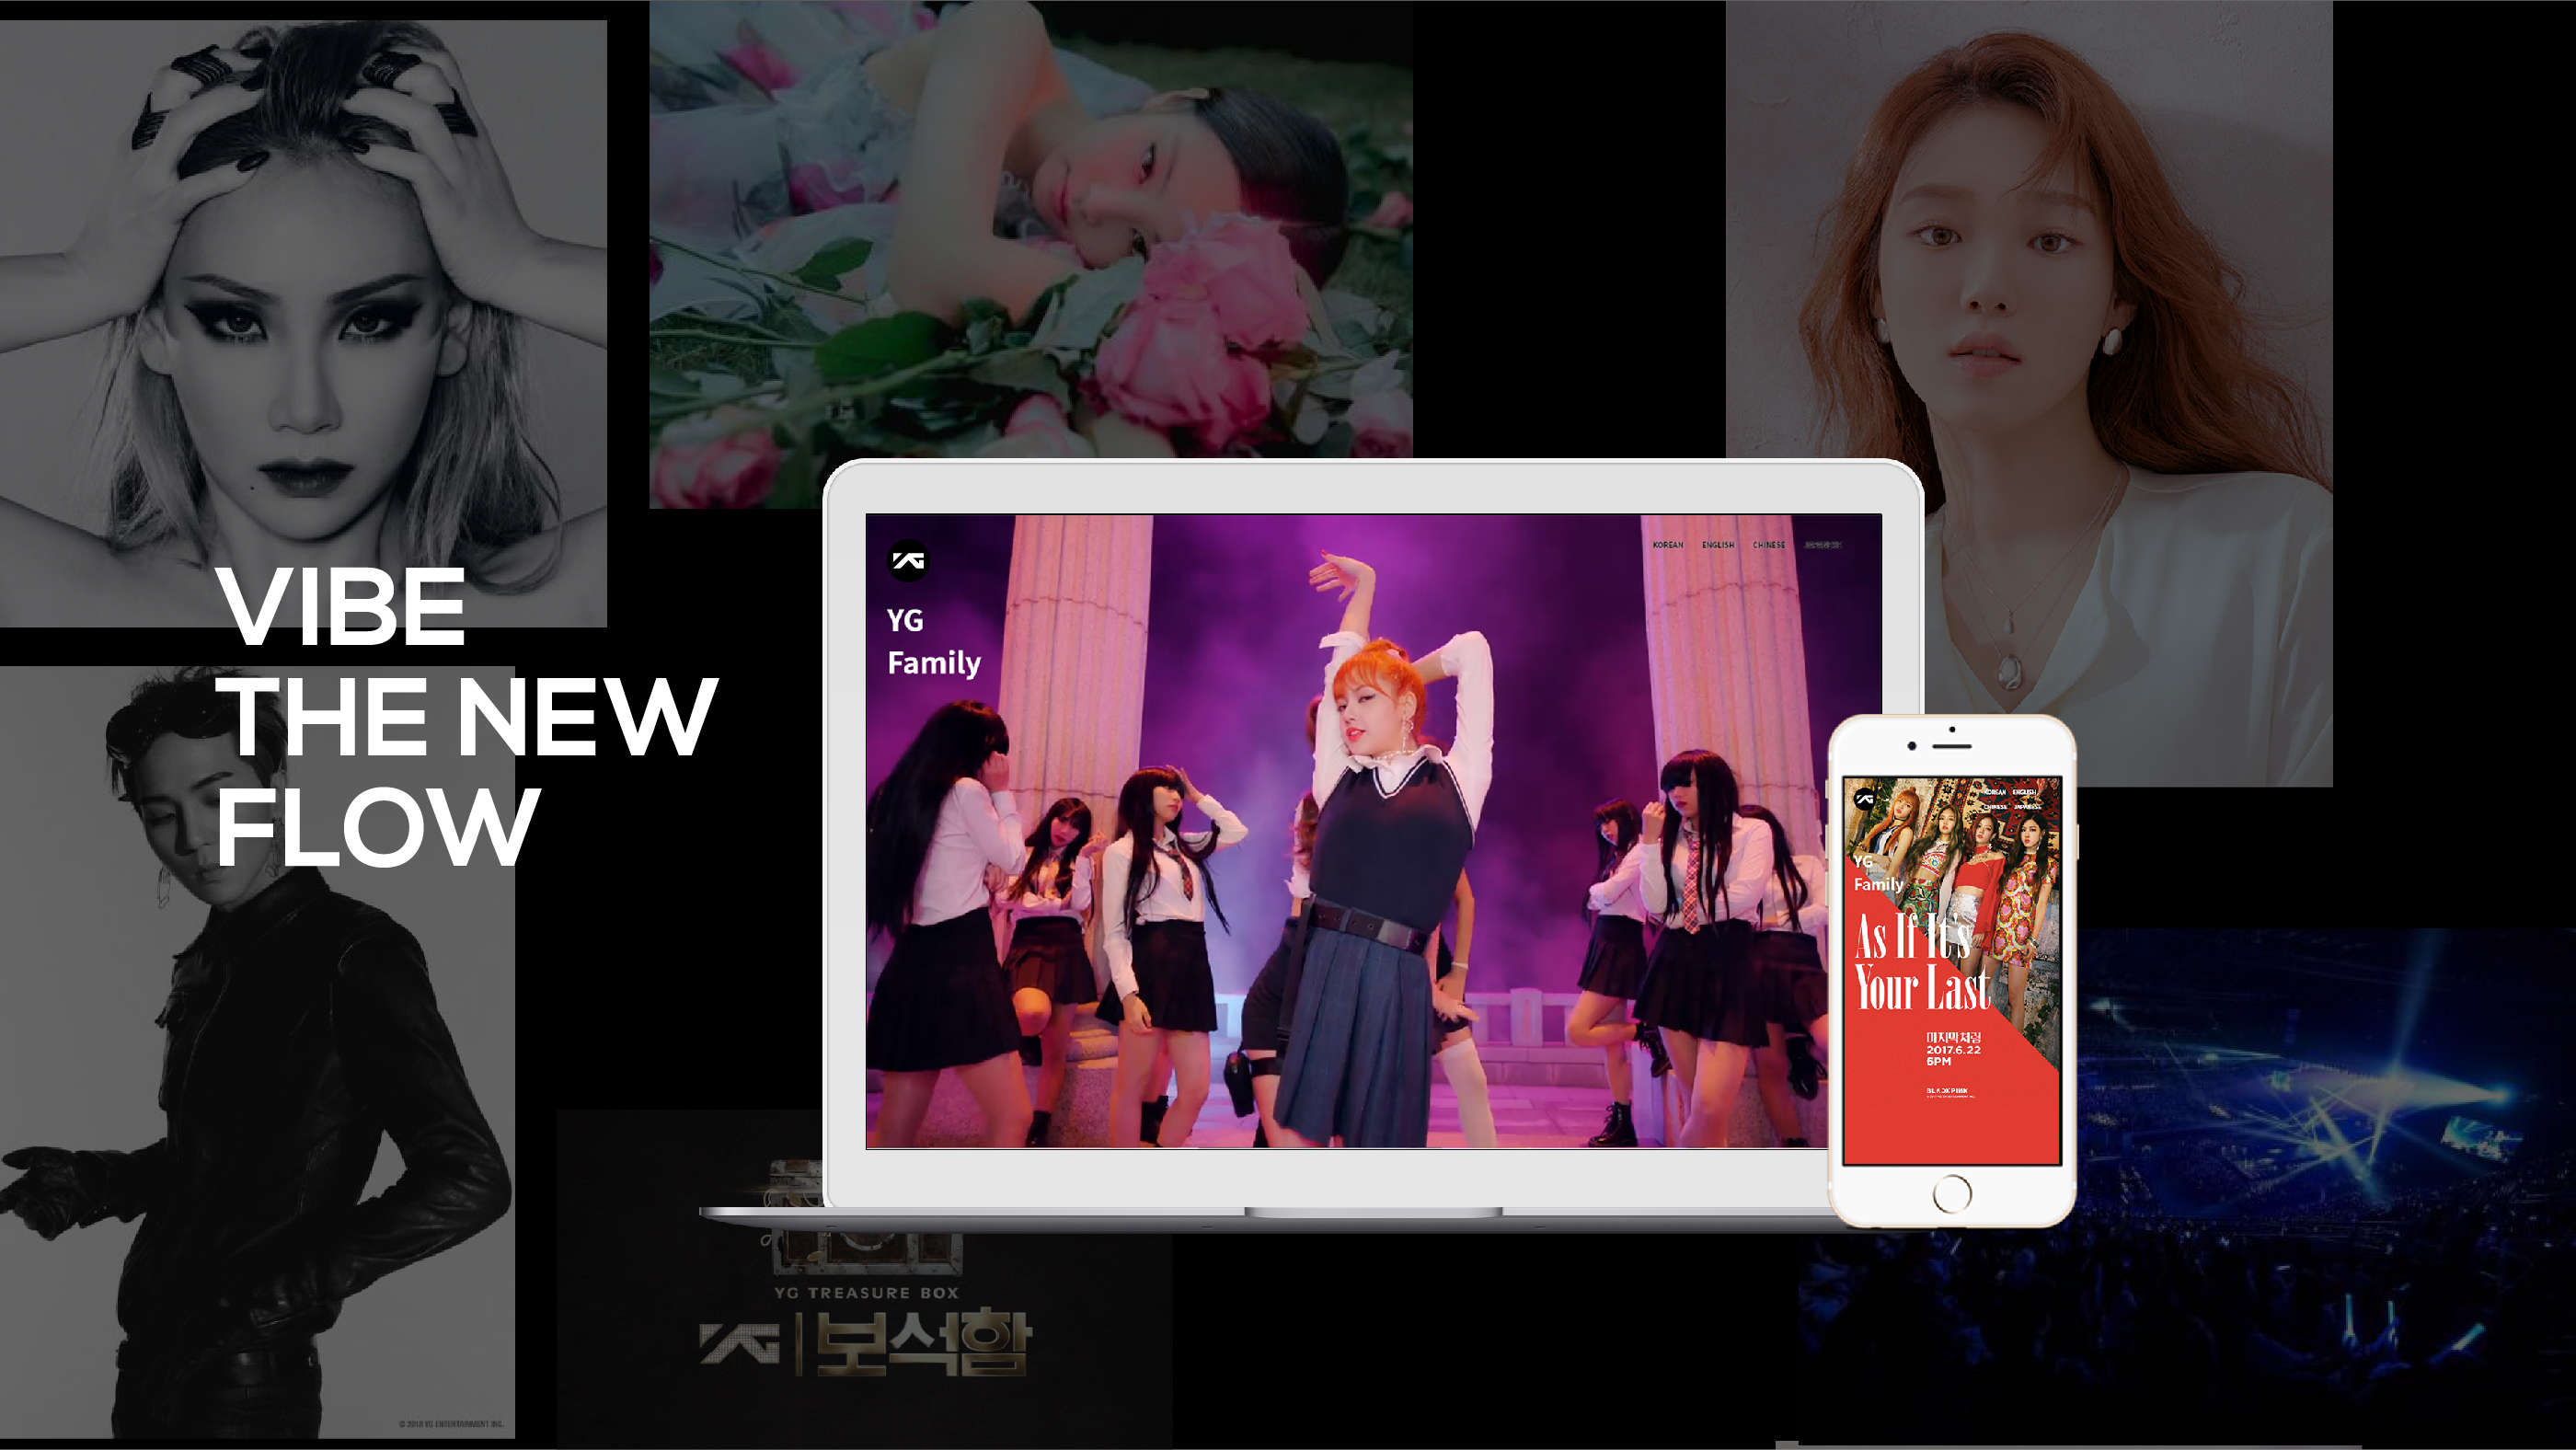 VIBE
THE NEW
FLOW
YG
YG
Family
KOREAN ENGLISH CHINESE
YG
KOREAN ENGLISH
CHINESE JAPANESE
YG
Family
As If It's
Your Last
마지막처럼
2017.6.22
6PM
BLACKPINK
YG TREASURE BOX
YG | 보석함
© 2018 YG ENTERTAINMENT INC.